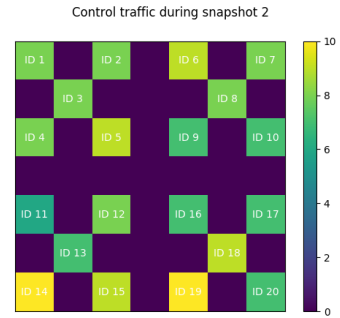 Control traffic during snapshot 2
ID 1 ID 2 ID 6 ID 7
ID 3 ID 8
ID 4 ID 5 ID 9 ID 10
ID 11 ID 12 ID 16 ID 17
ID 13 ID 18
ID 14 ID 15 ID 19 ID 20
10
8
6
4
2
0